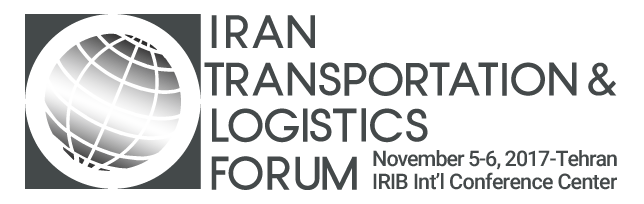 IRAN
TRANSPORTATION &
LOGISTICS
FORUM
November 5-6, 2017-Tehran
IRIB Int'l Conference Center